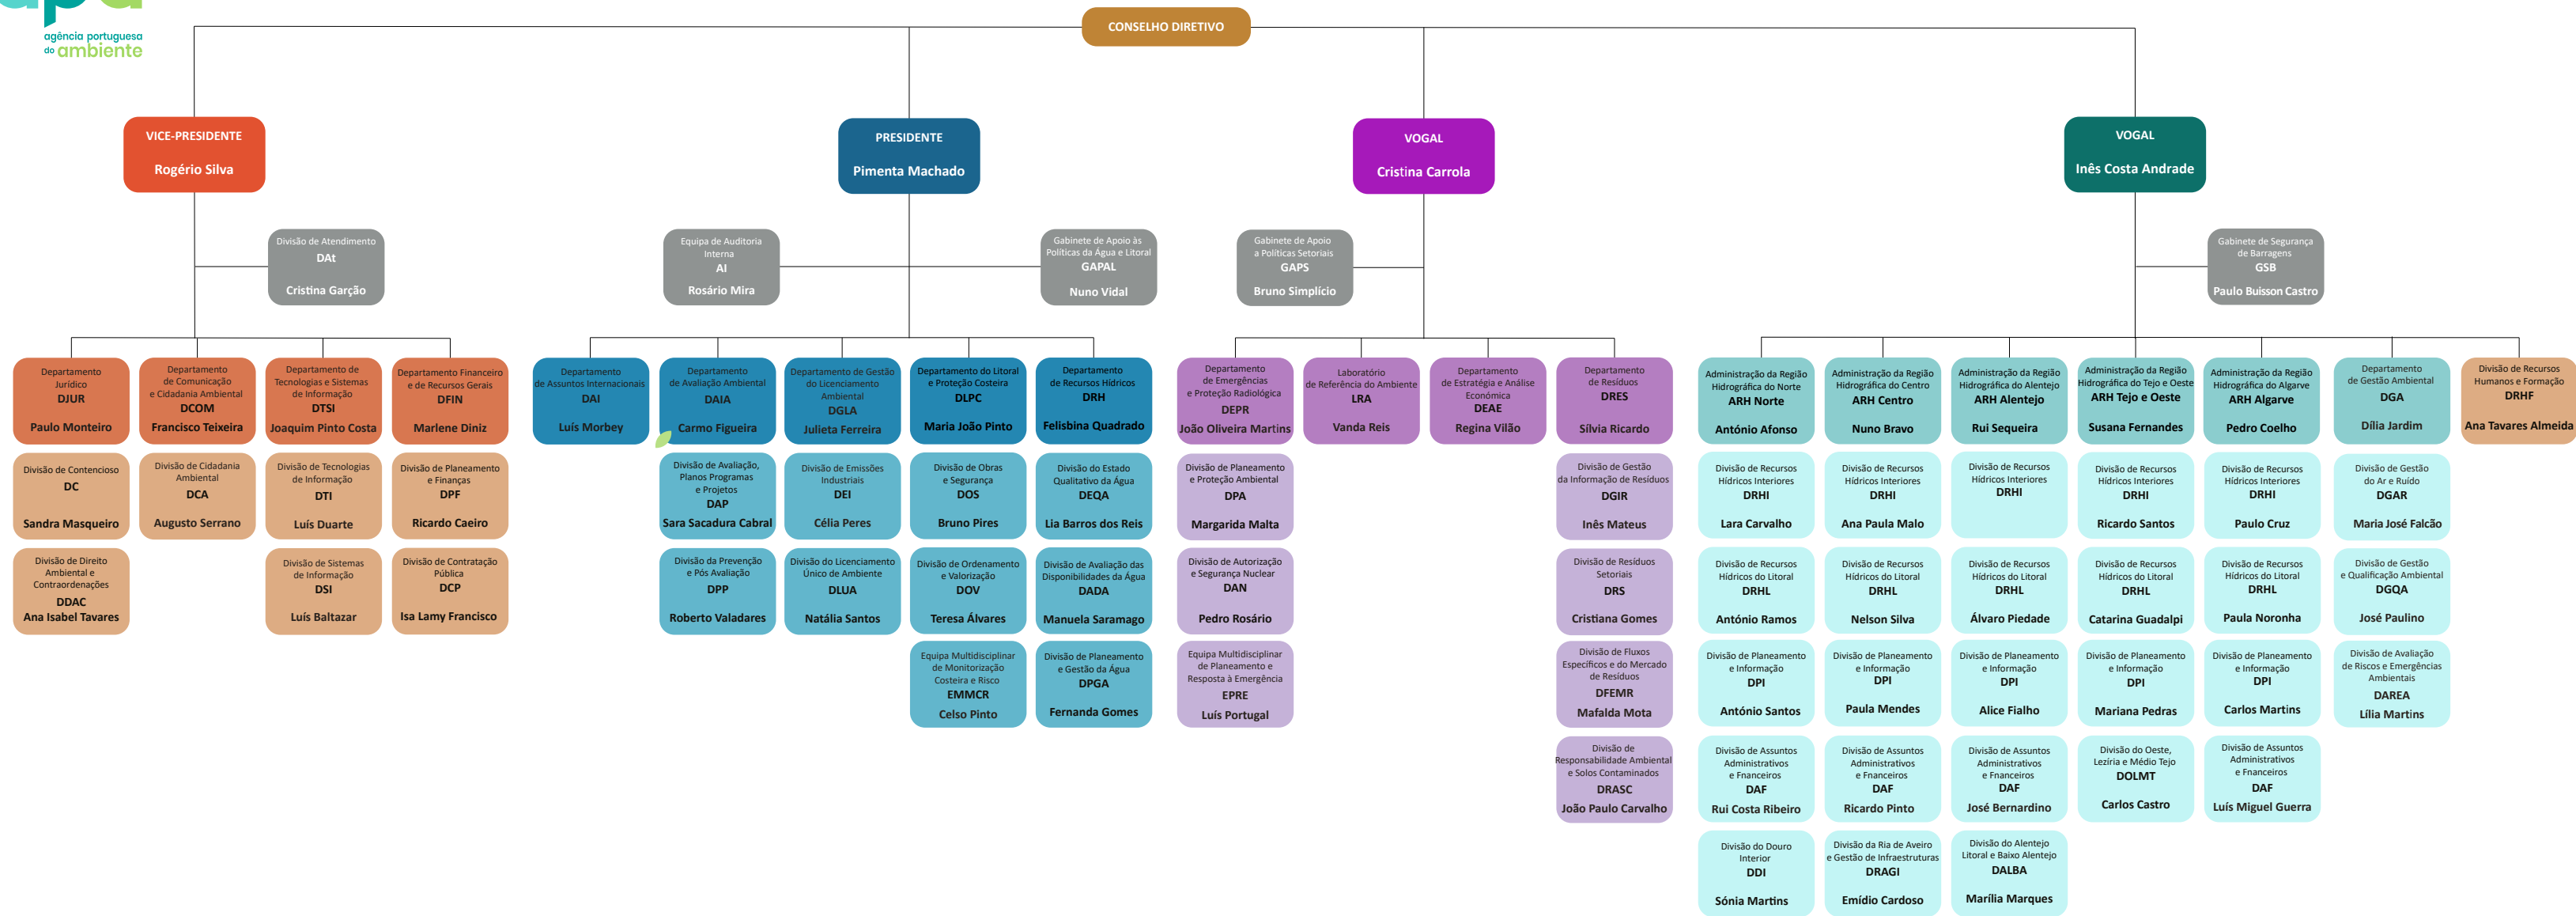 agência portuguesa
do ambiente
CONSELHO DIRETIVO
VICE-PRESIDENTE
Rogério Silva
PRESIDENTE
Pimenta Machado
VOGAL
Cristina Carrola
VOGAL
Inês Costa Andrade
Divisão de Atendimento
DAt
Cristina Garção
Equipa de Auditoria
Interna
AI
Rosário Mira
Gabinete de Apoio às
Políticas da Água e Litoral
GAPAL
Nuno Vidal
Gabinete de Apoio
a Políticas Setoriais
GAPS
Bruno Simplício
Gabinete de Segurança
de Barragens
GSB
Paulo Buisson Castro
Departamento
Jurídico
DJUR
Paulo Monteiro
Departamento
de Comunicação
e Cidadania Ambiental
DCOM
Francisco Teixeira
Departamento de
Tecnologias e Sistemas
de Informação
DTSI
Joaquim Pinto Costa
Departamento Financeiro
e de Recursos Gerais
DFIN
Marlene Diniz
Departamento
de Assuntos Internacionais
DAI
Luís Morbey
Departamento
de Avaliação Ambiental
DAIA
Carmo Figueira
Departamento de Gestão
do Licenciamento
Ambiental
DGLA
Julieta Ferreira
Departamento do Litoral
e Proteção Costeira
DLPC
Maria João Pinto
Departamento
de Recursos Hídricos
DRH
Felisbina Quadrado
Departamento
de Emergências
e Proteção Radiológica
DEPR
João Oliveira Martins
Laboratório
de Referência do Ambiente
LRA
Vanda Reis
Departamento
de Estratégia e Análise
Económica
DEAE
Regina Vilão
Departamento
de Resíduos
DRES
Sílvia Ricardo
Administração da Região
Hidrográfica do Norte
ARH Norte
António Afonso
Administração da Região
Hidrográfica do Centro
ARH Centro
Nuno Bravo
Administração da Região
Hidrográfica do Alentejo
ARH Alentejo
Rui Sequeira
Administração da Região
Hidrográfica do Tejo e Oeste
ARH Tejo e Oeste
Susana Fernandes
Administração da Região
Hidrográfica do Algarve
ARH Algarve
Pedro Coelho
Departamento
de Gestão Ambiental
DGA
Dília Jardim
Divisão de Recursos
Humanos e Formação
DRHF
Ana Tavares Almeida
Divisão de Contencioso
DC
Sandra Masqueiro
Divisão de Cidadania
Ambiental
DCA
Augusto Serrano
Divisão de Tecnologias
de Informação
DTI
Luís Duarte
Divisão de Planeamento
e Finanças
DPF
Ricardo Caeiro
Divisão de Avaliação,
Planos Programas
e Projetos
DAP
Sara Sacadura Cabral
Divisão de Emissões
Industriais
DEI
Célia Peres
Divisão de Obras
e Segurança
DOS
Bruno Pires
Divisão do Estado
Qualitativo da Água
DEQA
Lia Barros dos Reis
Divisão de Planeamento
e Proteção Ambiental
DPA
Margarida Malta
Divisão de Gestão
da Informação de Resíduos
DGIR
Inês Mateus
Divisão de Recursos
Hídricos Interiores
DRHI
Lara Carvalho
Divisão de Recursos
Hídricos Interiores
DRHI
Ana Paula Malo
Divisão de Recursos
Hídricos Interiores
DRHI
Divisão de Recursos
Hídricos Interiores
DRHI
Ricardo Santos
Divisão de Recursos
Hídricos Interiores
DRHI
Paulo Cruz
Divisão de Gestão
do Ar e Ruído
DGAR
Maria José Falcão
Divisão de Direito
Ambiental e
Contraordenações
DDAC
Ana Isabel Tavares
Divisão de Sistemas
de Informação
DSI
Luís Baltazar
Divisão de Contratação
Pública
DCP
Isa Lamy Francisco
Divisão da Prevenção
e Pós Avaliação
DPP
Roberto Valadares
Divisão do Licenciamento
Único de Ambiente
DLUA
Natália Santos
Divisão de Ordenamento
e Valorização
DOV
Teresa Álvares
Divisão de Avaliação das
Disponibilidades da Água
DADA
Manuela Saramago
Divisão de Autorização
e Segurança Nuclear
DAN
Pedro Rosário
Divisão de Resíduos
Setoriais
DRS
Cristiana Gomes
Divisão de Recursos
Hídricos do Litoral
DRHL
António Ramos
Divisão de Recursos
Hídricos do Litoral
DRHL
Nelson Silva
Divisão de Recursos
Hídricos do Litoral
DRHL
Álvaro Piedade
Divisão de Recursos
Hídricos do Litoral
DRHL
Catarina Guadalpi
Divisão de Recursos
Hídricos do Litoral
DRHL
Paula Noronha
Divisão de Gestão
e Qualificação Ambiental
DGQA
José Paulino
Equipa Multidisciplinar
de Monitorização
Costeira e Risco
EMMCR
Celso Pinto
Divisão de Planeamento
e Gestão da Água
DPGA
Fernanda Gomes
Equipa Multidisciplinar
de Planeamento e
Resposta à Emergência
EPRE
Luís Portugal
Divisão de Fluxos
Específicos e do Mercado
de Resíduos
DFEMR
Mafalda Mota
Divisão de Planeamento
e Informação
DPI
António Santos
Divisão de Planeamento
e Informação
DPI
Paula Mendes
Divisão de Planeamento
e Informação
DPI
Alice Fialho
Divisão de Planeamento
e Informação
DPI
Mariana Pedras
Divisão de Planeamento
e Informação
DPI
Carlos Martins
Divisão de Avaliação
de Riscos e Emergências
Ambientais
DAREA
Lília Martins
Divisão de
Responsabilidade Ambiental
e Solos Contaminados
DRASC
João Paulo Carvalho
Divisão de Assuntos
Administrativos
e Fnanceiros
DAF
Rui Costa Ribeiro
Divisão de Assuntos
Administrativos
e Fnanceiros
DAF
Ricardo Pinto
Divisão de Assuntos
Administrativos
e Fnanceiros
DAF
José Bernardino
Divisão do Oeste,
Lezíria e Médio Tejo
DOLMT
Carlos Castro
Divisão de Assuntos
Administrativos
e Fnanceiros
DAF
Luís Miguel Guerra
Divisão do Douro
Interior
DDI
Sónia Martins
Divisão da Ria de Aveiro
e Gestão de Infraestruturas
DRAGI
Emídio Cardoso
Divisão do Alentejo
Litoral e Baixo Alentejo
DALBA
Marília Marques